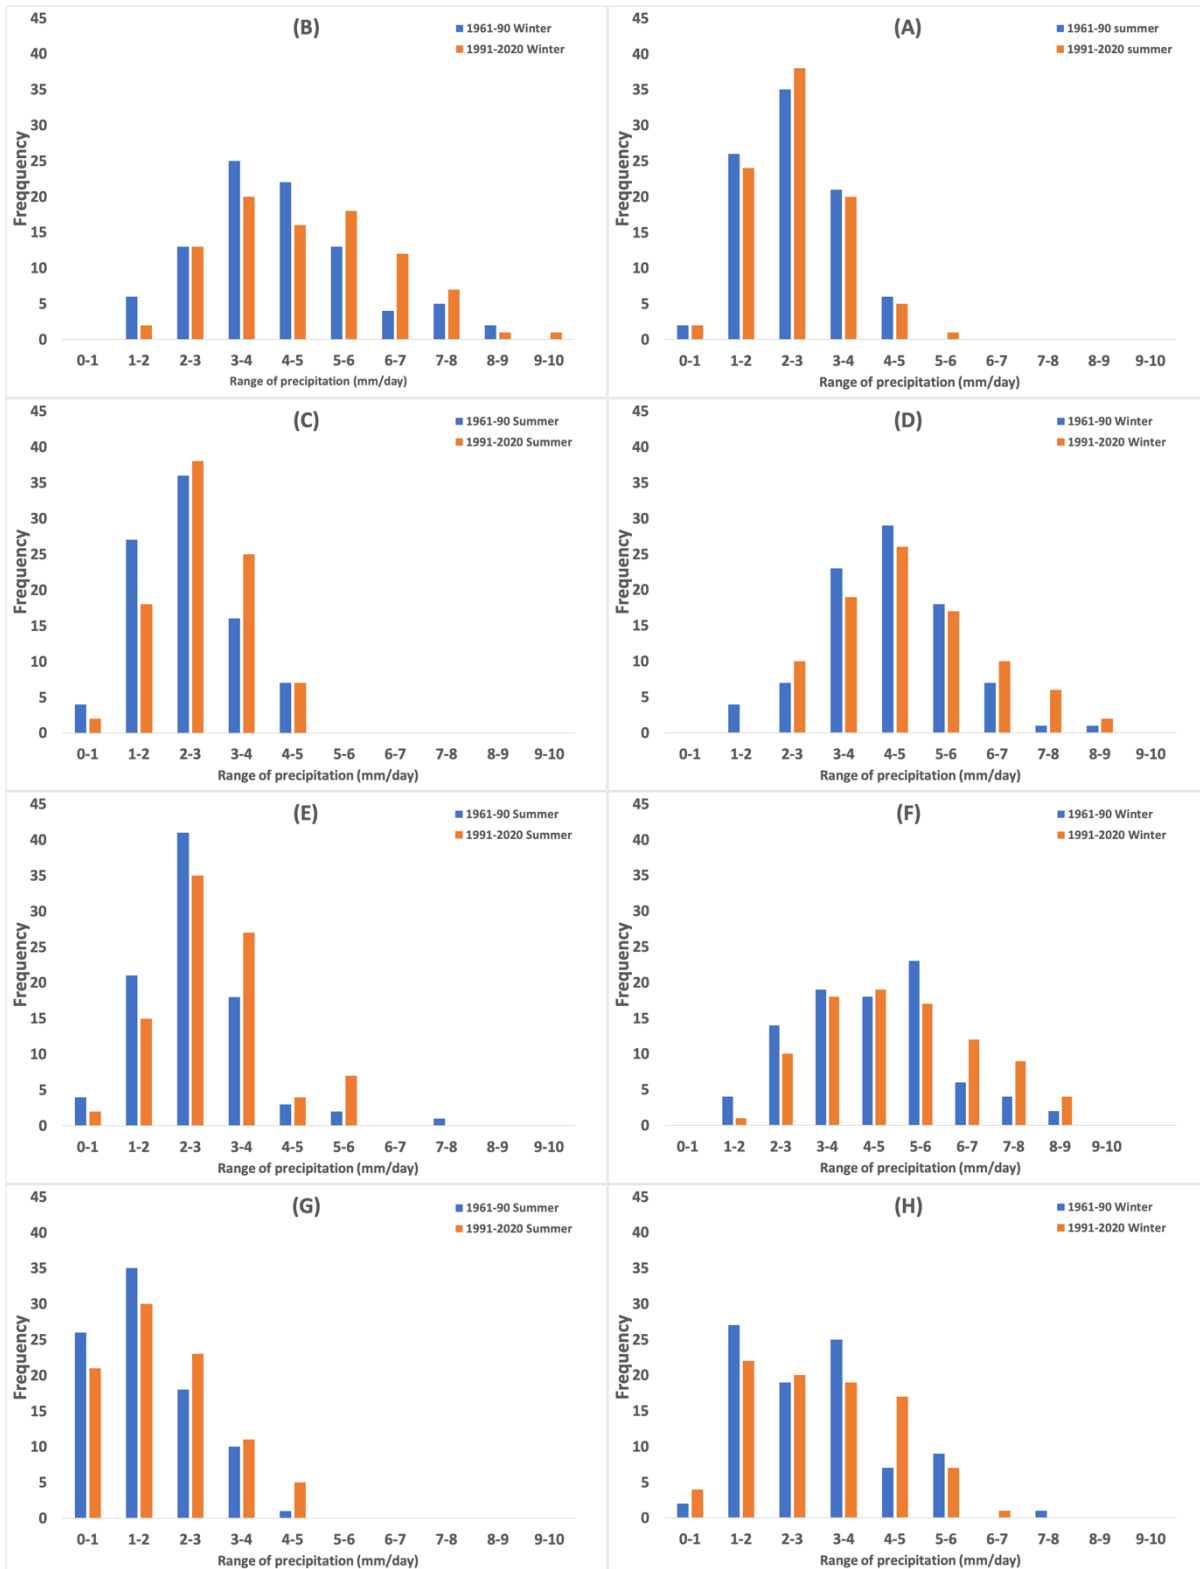 (B)
1961-90 Winter
1991-2020 Winter
Freqquency
45
40
35
30
25
20
15
10
5
0
0-1 1-2 2-3 3-4 4-5 5-6 6-7 7-8 8-9 9-10
Range of precipitation (mm/day)
(A)
1961-90 summer
1991-2020 summer
Frequuency
45
40
35
30
25
20
15
10
5
0
0-1 1-2 2-3 3-4 4-5 5-6 6-7 7-8 8-9 9-10
Range of precipitation (mm/day)
(C)
1961-90 Summer
1991-2020 Summer
Frequency
45
40
35
30
25
20
15
10
5
0
0-1 1-2 2-3 3-4 4-5 5-6 6-7 7-8 8-9 9-10
Range of precipitation (mm/day)
(D)
1961-90 Winter
1991-2020 Winter
Frequency
45
40
35
30
25
20
15
10
5
0
0-1 1-2 2-3 3-4 4-5 5-6 6-7 7-8 8-9 9-10
Range of precipitation (mm/day)
(E)
1961-90 Summer
1991-2020 Summer
Frequency
45
40
35
30
25
20
15
10
5
0
0-1 1-2 2-3 3-4 4-5 5-6 6-7 7-8 8-9 9-10
Range of precipitation (mm/day)
(F)
1961-90 Winter
1991-2020 Winter
Frequency
45
40
35
30
25
20
15
10
5
0
0-1 1-2 2-3 3-4 4-5 5-6 6-7 7-8 8-9 9-10
Range of precipitation (mm/day)
(G)
1961-90 Summer
1991-2020 Summer
Frequency
45
40
35
30
25
20
15
10
5
0
0-1 1-2 2-3 3-4 4-5 5-6 6-7 7-8 8-9 9-10
Range of precipitation (mm/day)
(H)
1961-90 Winter
1991-2020 Winter
Frequency
45
40
35
30
25
20
15
10
5
0
0-1 1-2 2-3 3-4 4-5 5-6 6-7 7-8 8-9 9-10
Range of precipitation (mm/day)